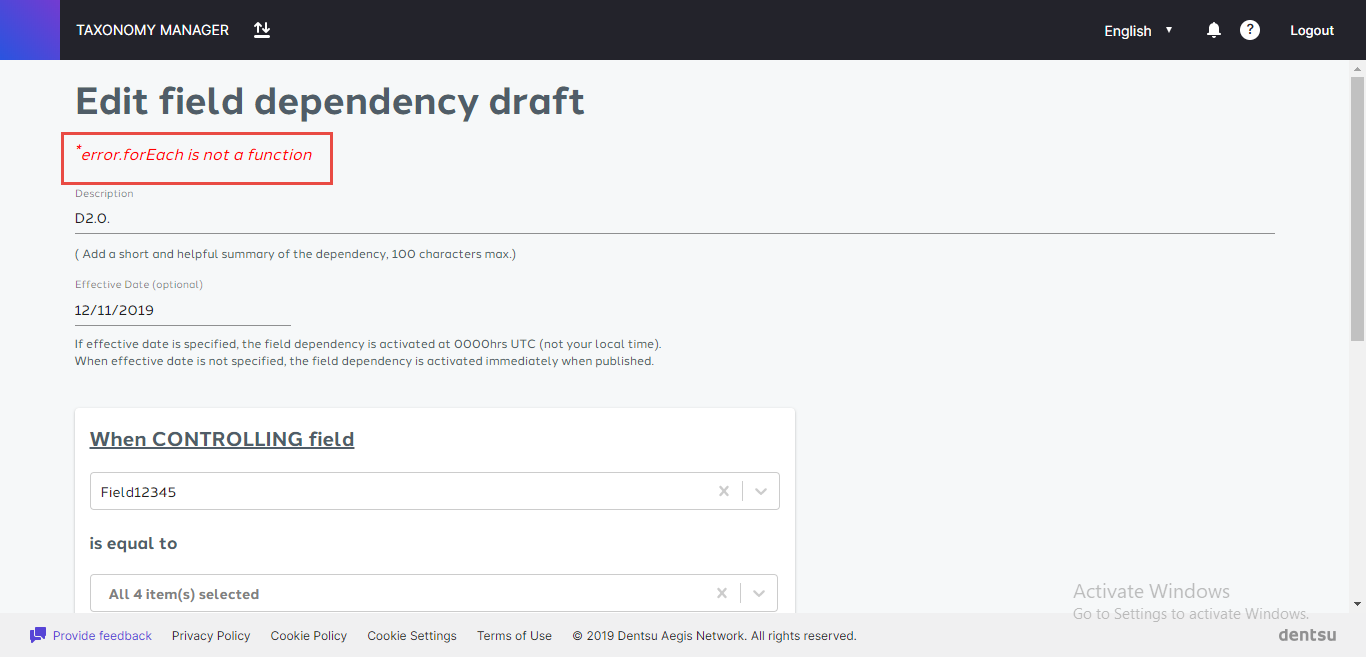 TAXONOMY MANAGER
English ▼
?
Logout
Edit field dependency draft
*error.forEach is not a function
Description
D2.0.
( Add a short and helpful summary of the dependency, 100 characters max.)
Effective Date (optional)
12/11/2019
If effective date is specified, the field dependency is activated at 0000hrs UTC (not your local time).
When effective date is not specified, the field dependency is activated immediately when published.
When CONTROLLING field
Field12345
is equal to
All 4 item(s) selected
Activate Windows
Go to Settings to activate Windows.
Provide feedback Privacy Policy Cookie Policy Cookie Settings Terms of Use © 2019 Dentsu Aegis Network. All rights reserved.
dentsu